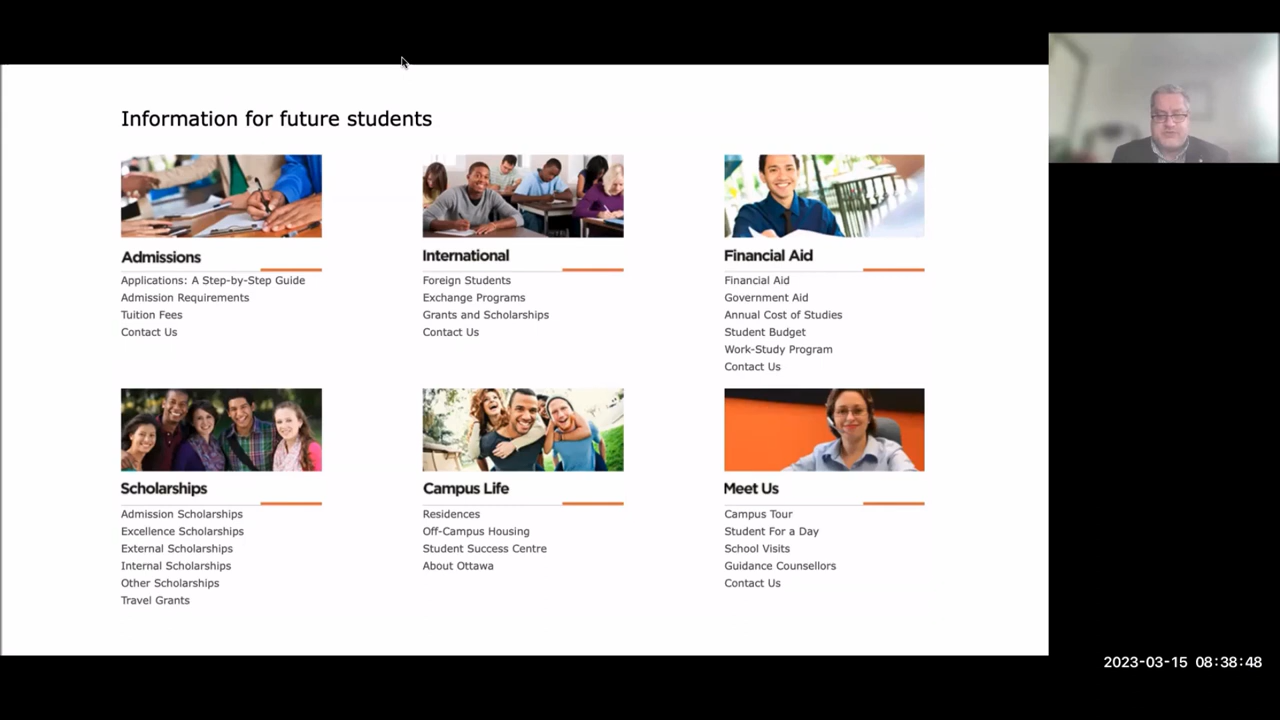 Information for future students
Admissions
Applications: A Step-by-Step Guide
Admission Requirements
Tuition Fees
Contact Us
International
Foreign Students
Exchange Programs
Grants and Scholarships
Contact Us
Financial Aid
Financial Aid
Government Aid
Annual Cost of Studies
Student Budget
Work-Study Program
Contact Us
Scholarships
Admission Scholarships
Excellence Scholarships
External Scholarships
Internal Scholarships
Other Scholarships
Travel Grants
Campus Life
Residences
Off-Campus Housing
Student Success Centre
About Ottawa
Meet Us
Campus Tour
Student For a Day
School Visits
Guidance Counsellors
Contact Us
2023-03-15 08:38:48